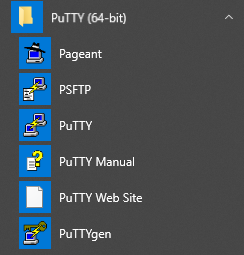 PuTTY (64-bit)
Pageant
PSFTP
PuTTY
PuTTY Manual
PuTTY Web Site
PuTTYgen